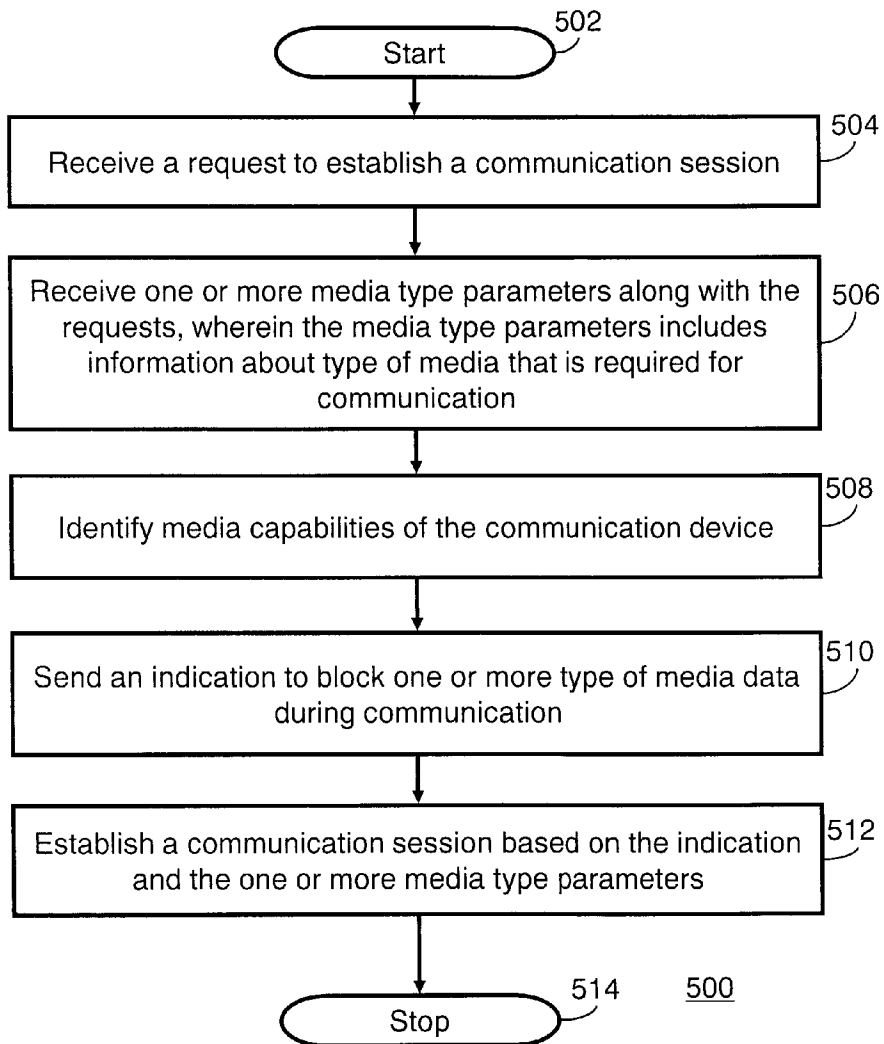 502
Start
504
Receive a request to establish a communication session
506
Receive one or more media type parameters along with the
requests, wherein the media type parameters includes
information about type of media that is required for
communication
508
Identify media capabilities of the communication device
510
Send an indication to block one or more type of media data
during communication
512
Establish a communication session based on the indication
and the one or more media type parameters
514
500
Stop